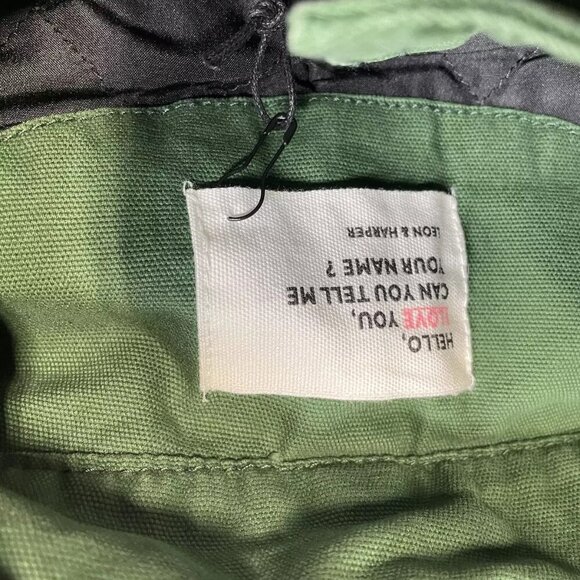 HELLO,
I LOVE YOU,
CAN YOU TELL ME
YOUR NAME ?
LEON & HARPER